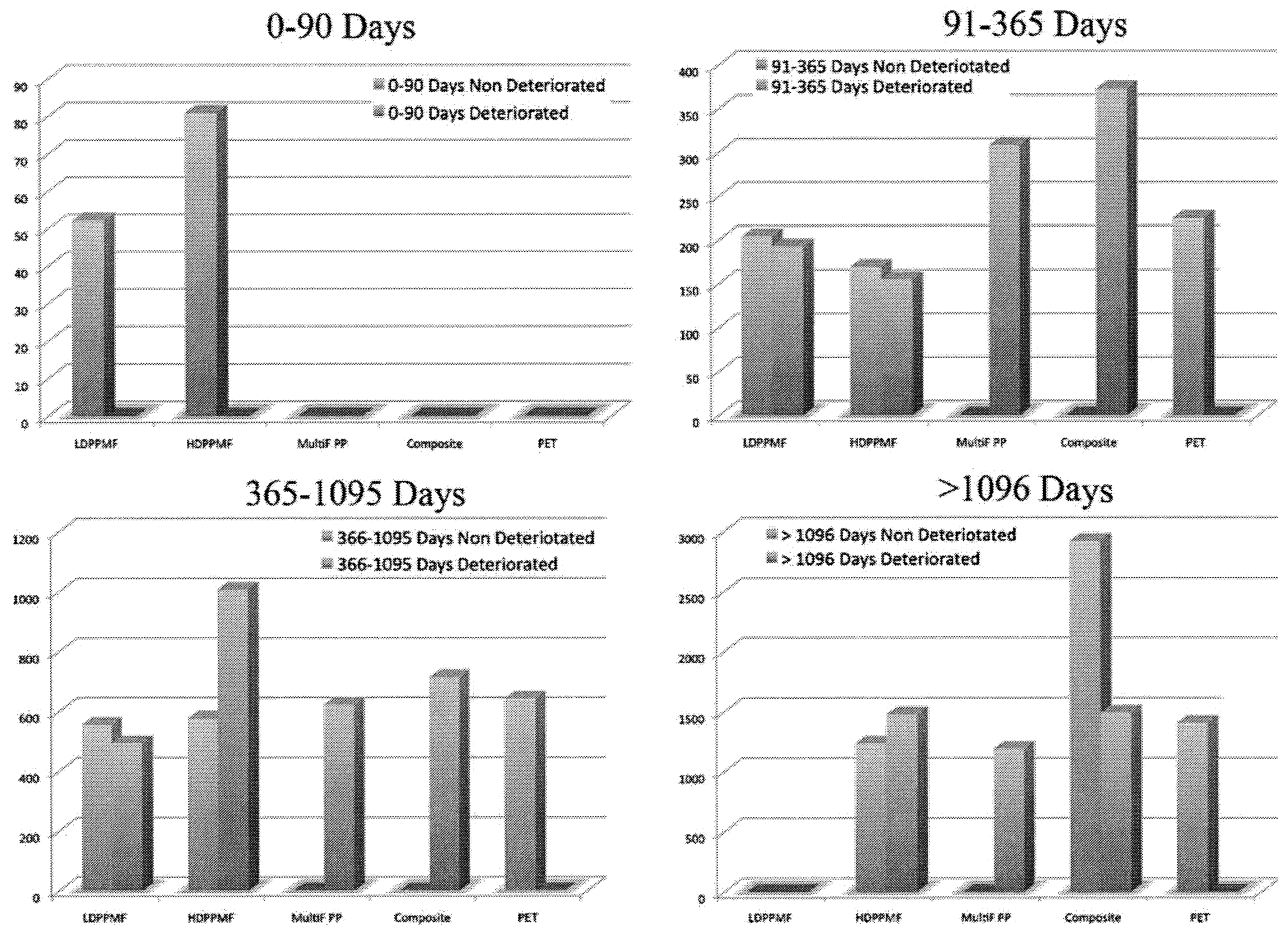 0-90 Days
0-90 Days Non Deteriorated
0-90 Days Deteriorated
90
80
70
60
50
40
30
20
10
0
LDPPMF HDPPMF MultiF PP Composite PET
91-365 Days
91-365 Days Non Deteriotated
91-365 Days Deteriorated
400
350
300
250
200
150
100
50
0
LDPPMF HDPPMF MultiF PP Composite PET
365-1095 Days
366-1095 Days Non Deteriotated
366-1095 Days Deteriorated
1200
1000
800
600
400
200
0
LDPPMF HDPPMF MultiF PP Composite PET
>1096 Days
> 1096 Days Non Deteriotated
> 1096 Days Deteriorated
3000
2500
2000
1500
1000
500
0
LDPPMF HDPPMF MultiF PP Composite PET